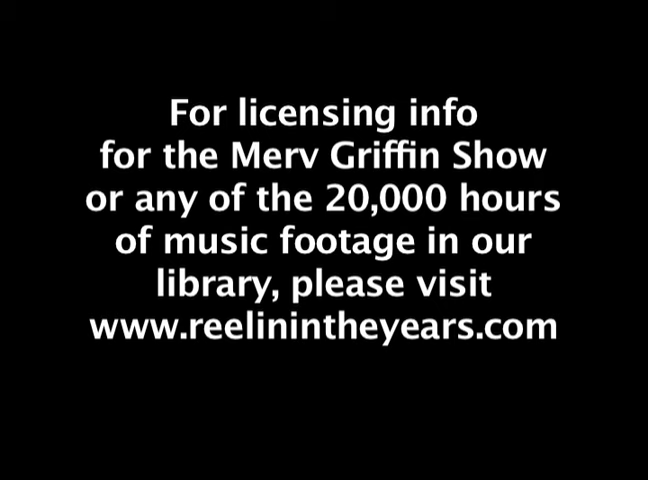 For licensing info
for the Merv Griffin Show
or any of the 20,000 hours
of music footage in our
library, please visit
www.reelinintheyears.com